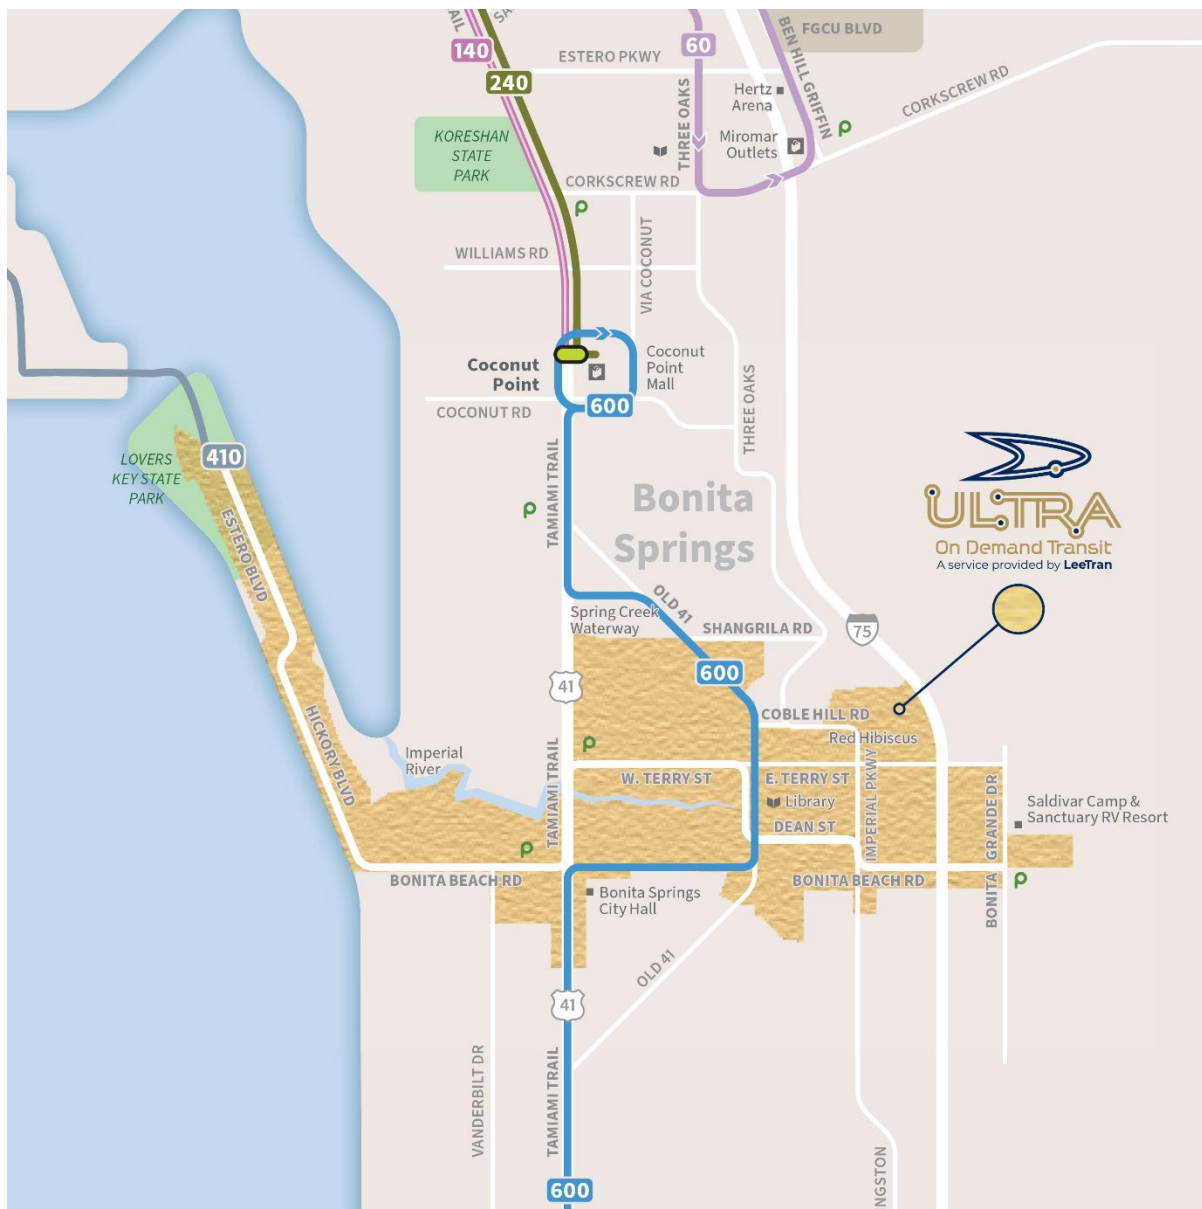 AIL
SA
140
240
60
ESTERO PKWY
BEN HILL GRIFFIN
FGCU BLVD
THREE OAKS
Hertz
Arena
CORKSCREW RD
KORESHAN
STATE
PARK
Miromar
Outlets
CORKSCREW RD
WILLIAMS RD
VIA COCONUT
Coconut
Point
Coconut
Point
Mall
600
COCONUT RD
THREE OAKS
410
LOVERS
KEY STATE
PARK
TAMIAMI TRAIL
Bonita
Springs
ULTRA
On Demand Transit
A service provided by LeeTran
ESTERO BLVD
OLD 41
Spring Creek
Waterway
SHANGRILA RD
75
600
41
COBLE HILL RD
Red Hibiscus
HICKORY BLVD
Imperial
River
TAMIAMI TRAIL
W. TERRY ST
E. TERRY ST
IMPERIAL PKWY
Library
DEAN ST
BONITA GRANDE DR
Saldivar Camp &
Sanctuary RV Resort
BONITA BEACH RD
BONITA BEACH RD
Bonita Springs
City Hall
OLD 41
41
VANDERBILT DR
TAMIAMI TRAIL
NGSTON
600